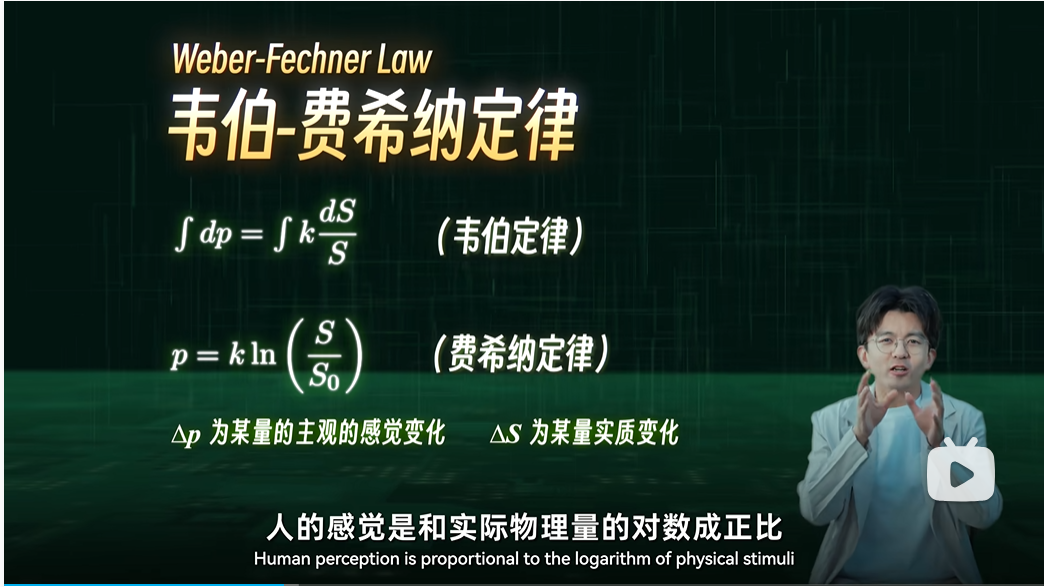 Weber-Fechner Law
韦伯-费希纳定律
∫ dp = ∫ k dS/S （韦伯定律）
p = k ln (S/S₀) （费希纳定律）
Δp 为某量的主观的感觉变化 ΔS 为某量实质变化
人的感觉是和实际物理量的对数成正比
Human perception is proportional to the logarithm of physical stimuli